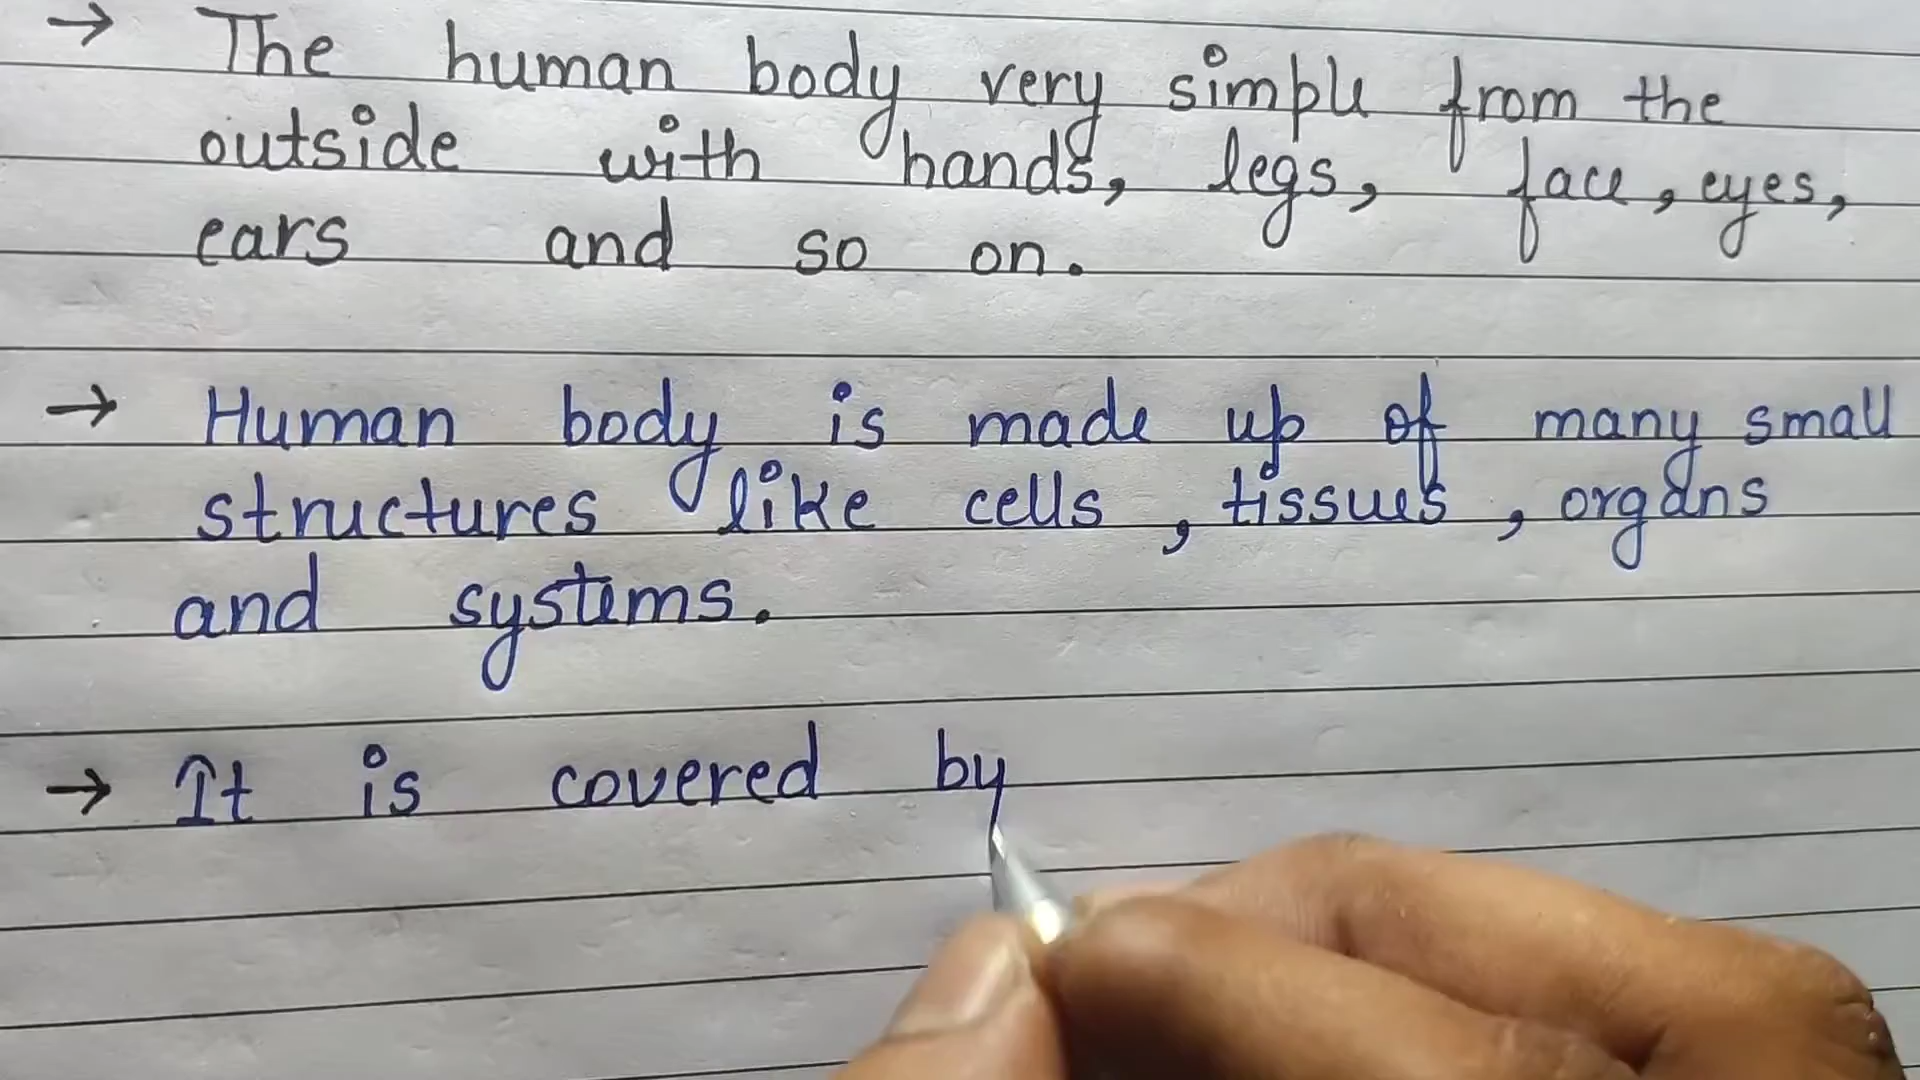 → The human body very simple from the
outside with hands, legs, face, eyes,
ears and so on.
→ Human body is made up of many small
structures like cells, tissues, organs
and systems.
→ It is covered by